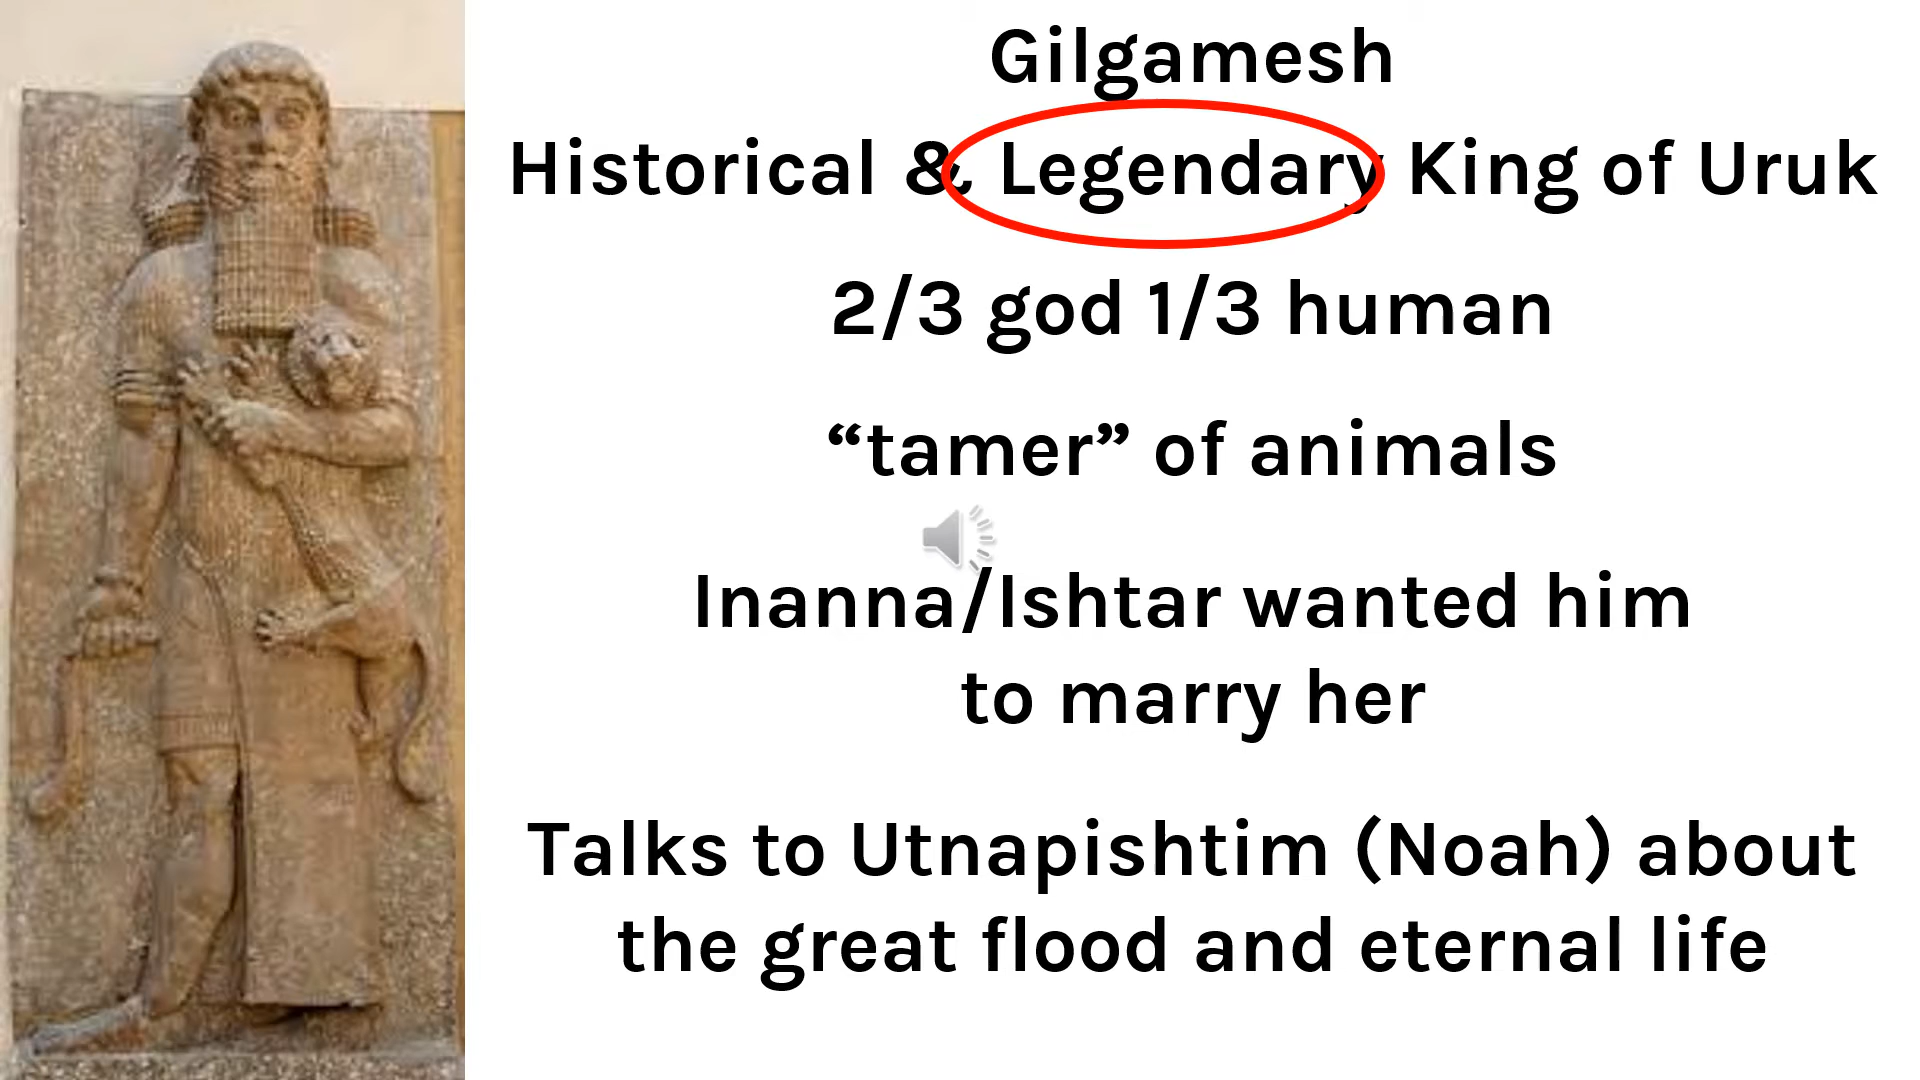 Gilgamesh
Historical & Legendary King of Uruk
2/3 god 1/3 human
“tamer” of animals
Inanna/Ishtar wanted him
to marry her
Talks to Utnapishtim (Noah) about
the great flood and eternal life